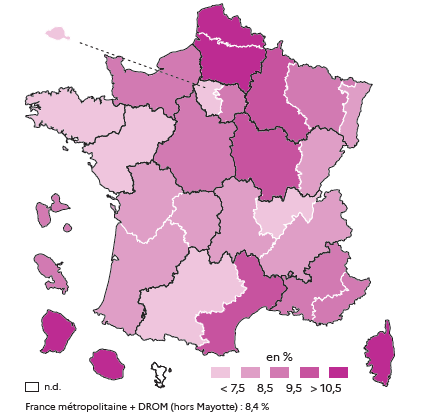 en %
< 7,5 8,5 9,5 > 10,5
n.d.
France métropolitaine + DROM (hors Mayotte) : 8,4 %